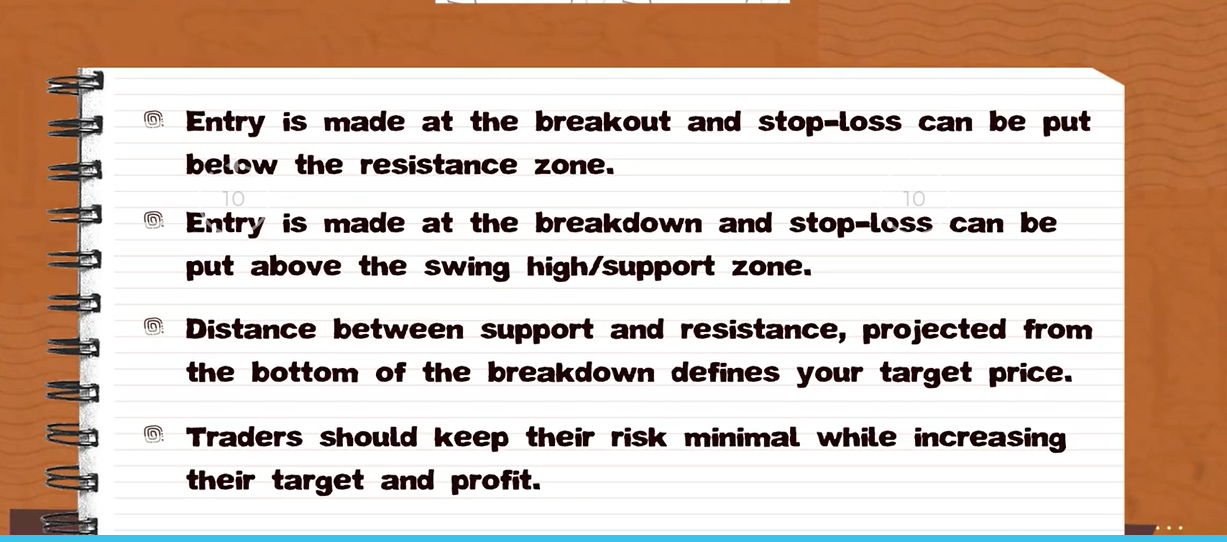 Entry is made at the breakout and stop-loss can be put
below the resistance zone.
10
10
Entry is made at the breakdown and stop-loss can be
put above the swing high/support zone.
Distance between support and resistance, projected from
the bottom of the breakdown defines your target price.
Traders should keep their risk minimal while increasing
their target and profit.